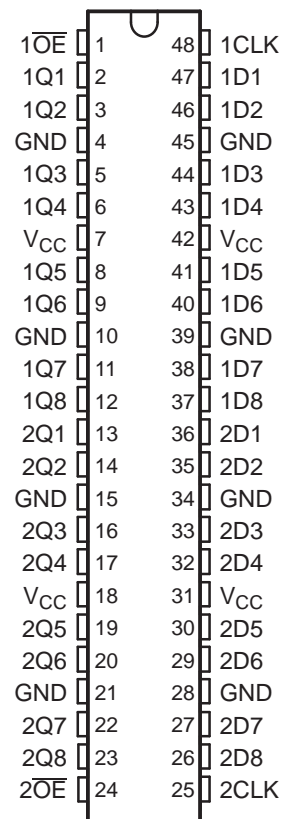 1O̅E̅ 1 48 1CLK
1Q1 2 47 1D1
1Q2 3 46 1D2
GND 4 45 GND
1Q3 5 44 1D3
1Q4 6 43 1D4
VCC 7 42 VCC
1Q5 8 41 1D5
1Q6 9 40 1D6
GND 10 39 GND
1Q7 11 38 1D7
1Q8 12 37 1D8
2Q1 13 36 2D1
2Q2 14 35 2D2
GND 15 34 GND
2Q3 16 33 2D3
2Q4 17 32 2D4
VCC 18 31 VCC
2Q5 19 30 2D5
2Q6 20 29 2D6
GND 21 28 GND
2Q7 22 27 2D7
2Q8 23 26 2D8
2O̅E̅ 24 25 2CLK